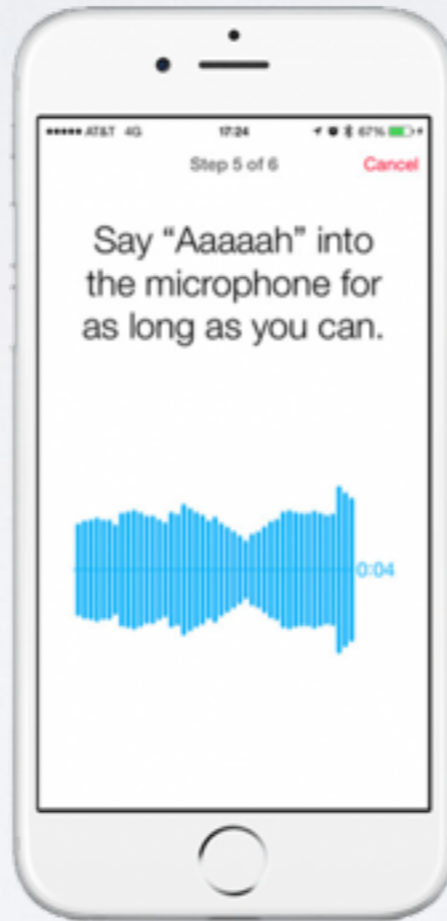 AT&T 4G 17:24 67%
Step 5 of 6 Cancel
Say “Aaaaah” into
the microphone for
as long as you can.
0:04